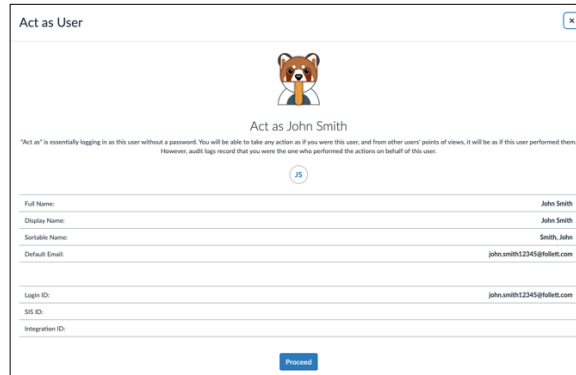 Act as User
×
Act as John Smith
"Act as" is essentially logging in as this user without a password. You will be able to take any action as if you were this user, and from other users' points of views, it will be as if this user performed them.
However, audit logs record that you were the one who performed the actions on behalf of this user.
JS
Full Name: John Smith
Display Name: John Smith
Sortable Name: Smith, John
Default Email: john.smith12345@follett.com
Login ID: john.smith12345@follett.com
SIS ID:
Integration ID:
Proceed